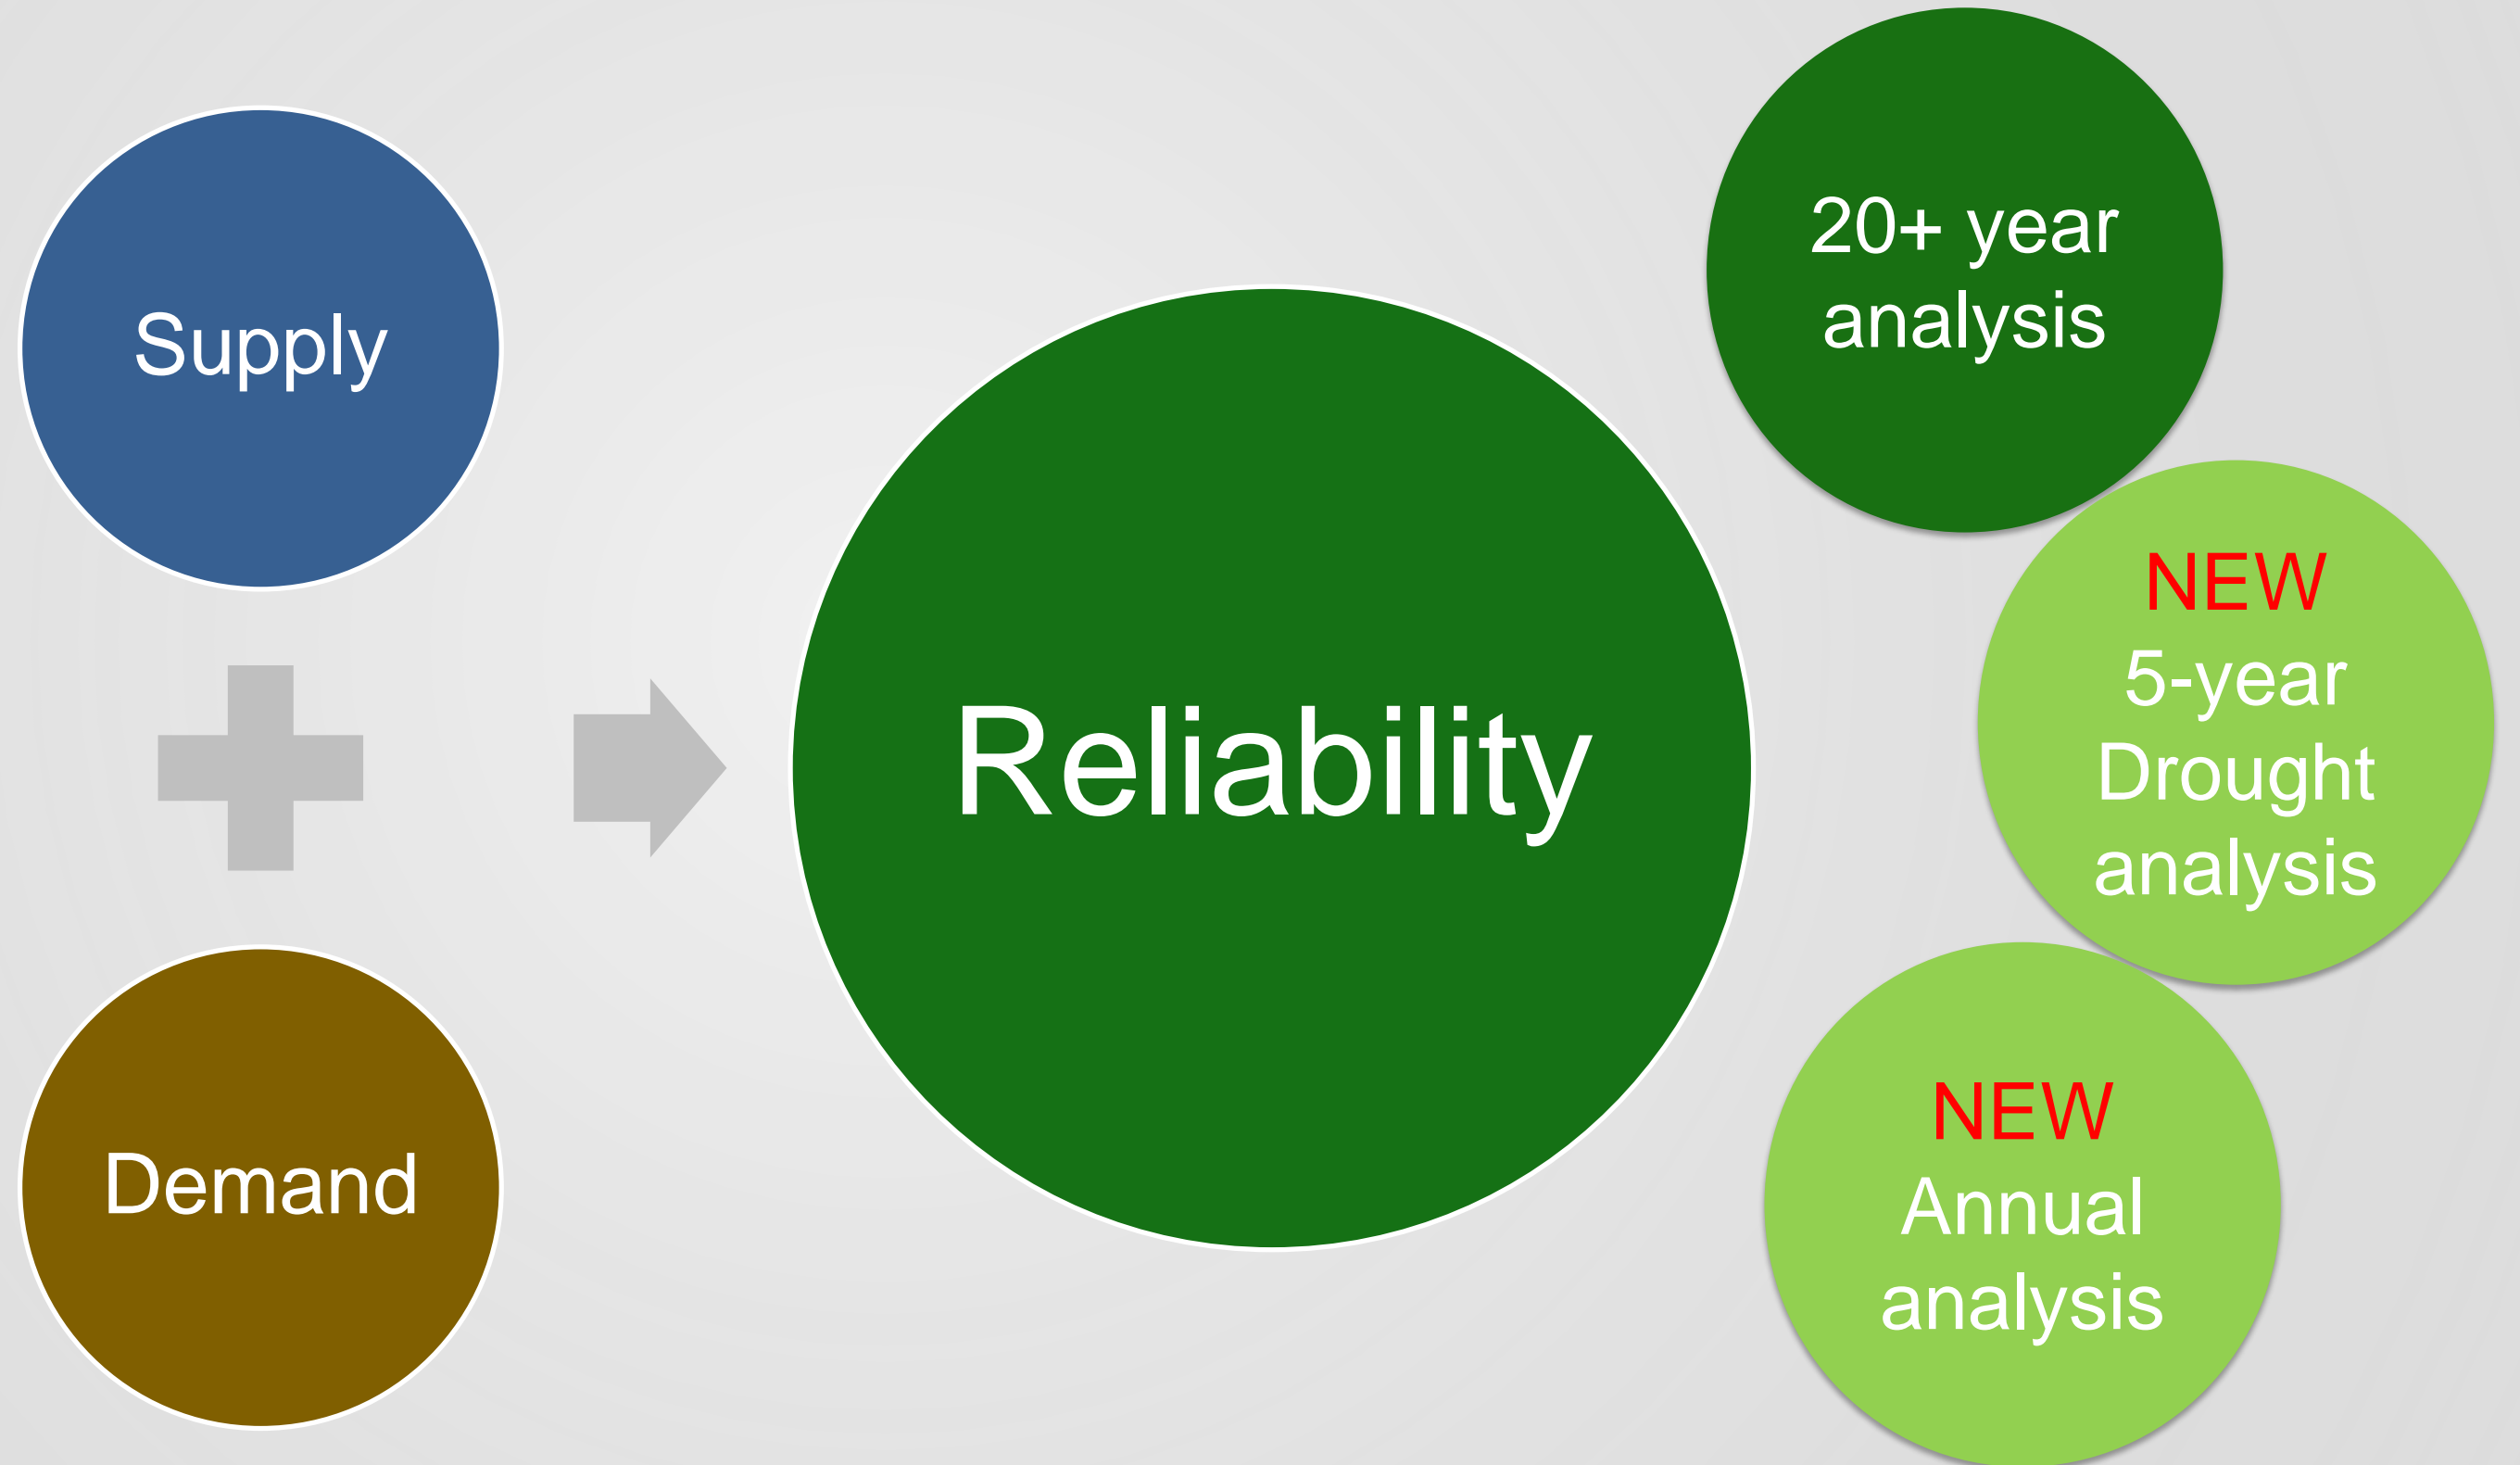 Supply
Demand
Reliability
20+ year
analysis
NEW
5-year
Drought
analysis
NEW
Annual
analysis